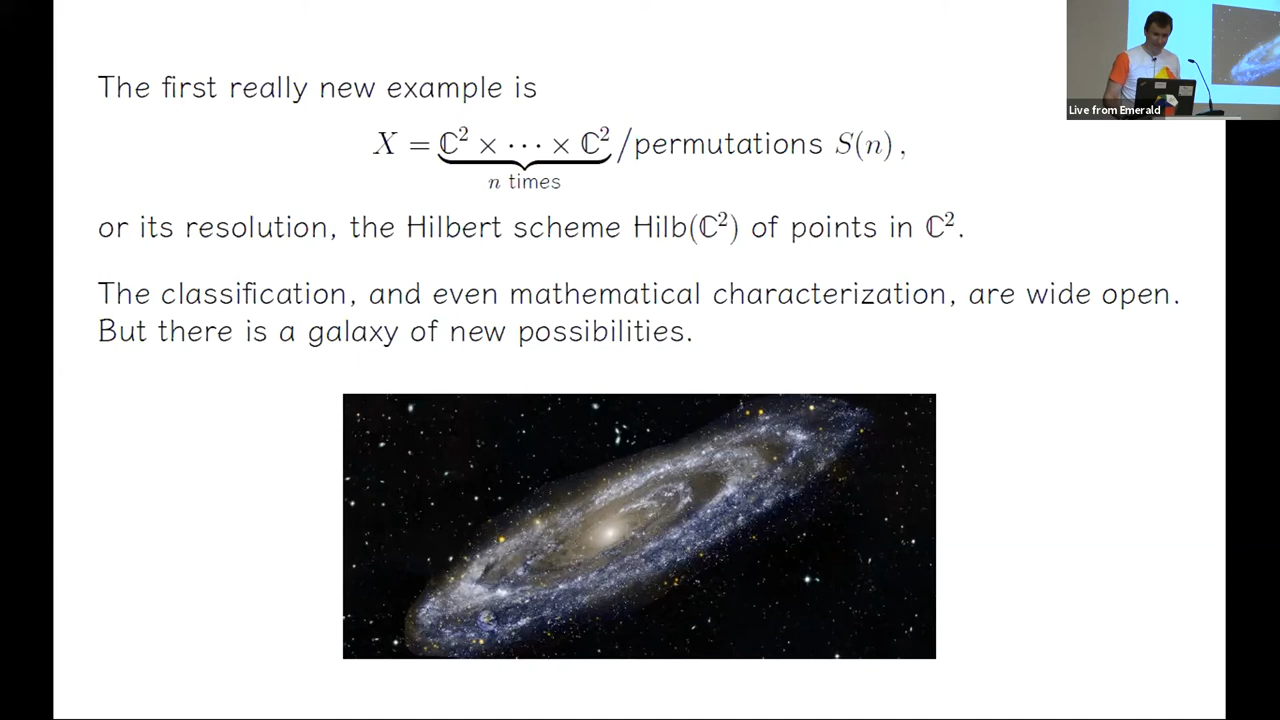 The first really new example is
X = ℂ² × ⋯ × ℂ² / permutations S(n) ,
n times
or its resolution, the Hilbert scheme Hilb(ℂ²) of points in ℂ².
The classification, and even mathematical characterization, are wide open.
But there is a galaxy of new possibilities.
Live from Emerald